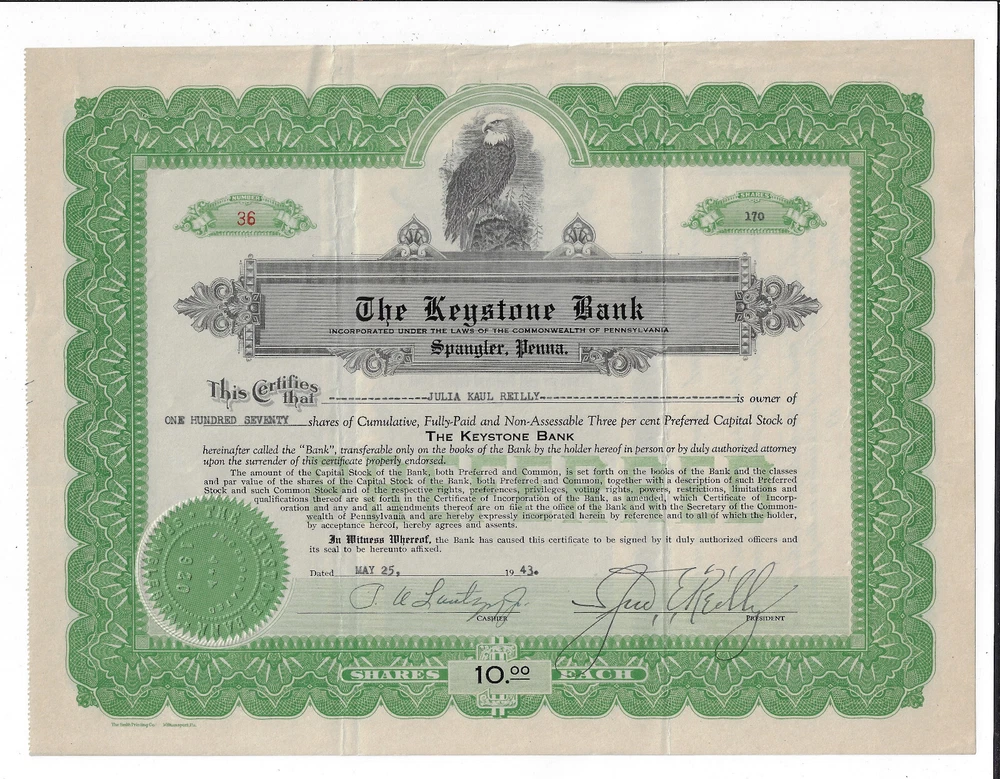 NUMBER
36
SHARES
170
The Keystone Bank
INCORPORATED UNDER THE LAWS OF THE COMMONWEALTH OF PENNSYLVANIA
Spangler, Penna.
This Certifies that ---JULIA KAUL REILLY--- is owner of
ONE HUNDRED SEVENTY shares of Cumulative, Fully-Paid and Non-Assessable Three per cent Preferred Capital Stock of
THE KEYSTONE BANK
hereinafter called the "Bank", transferable only on the books of the Bank by the holder hereof in person or by duly authorized attorney
upon the surrender of this certificate properly endorsed.
The amount of the Capital Stock of the Bank, both Preferred and Common, is set forth on the books of the Bank and the classes
and par value of the shares of the Capital Stock of the Bank, both Preferred and Common, together with a description of such Preferred
Stock and such Common Stock and of the respective rights, preferences, privileges, voting rights, powers, restrictions, limitations and
qualifications thereof are set forth in the Certificate of Incorporation of the Bank, as amended, which Certificate of Incorp-
oration and any and all amendments thereof are on file at the office of the Bank and with the Secretary of the Common-
wealth of Pennsylvania and are hereby expressly incorporated herein by reference and to all of which the holder,
by acceptance hereof, hereby agrees and assents.
In Witness Whereof, the Bank has caused this certificate to be signed by it duly authorized officers and
its seal to be hereunto affixed.
Dated MAY 25, 1943.
CASHIER
PRESIDENT
KEYSTONE
BANK
1920
SHARES 10.00 EACH